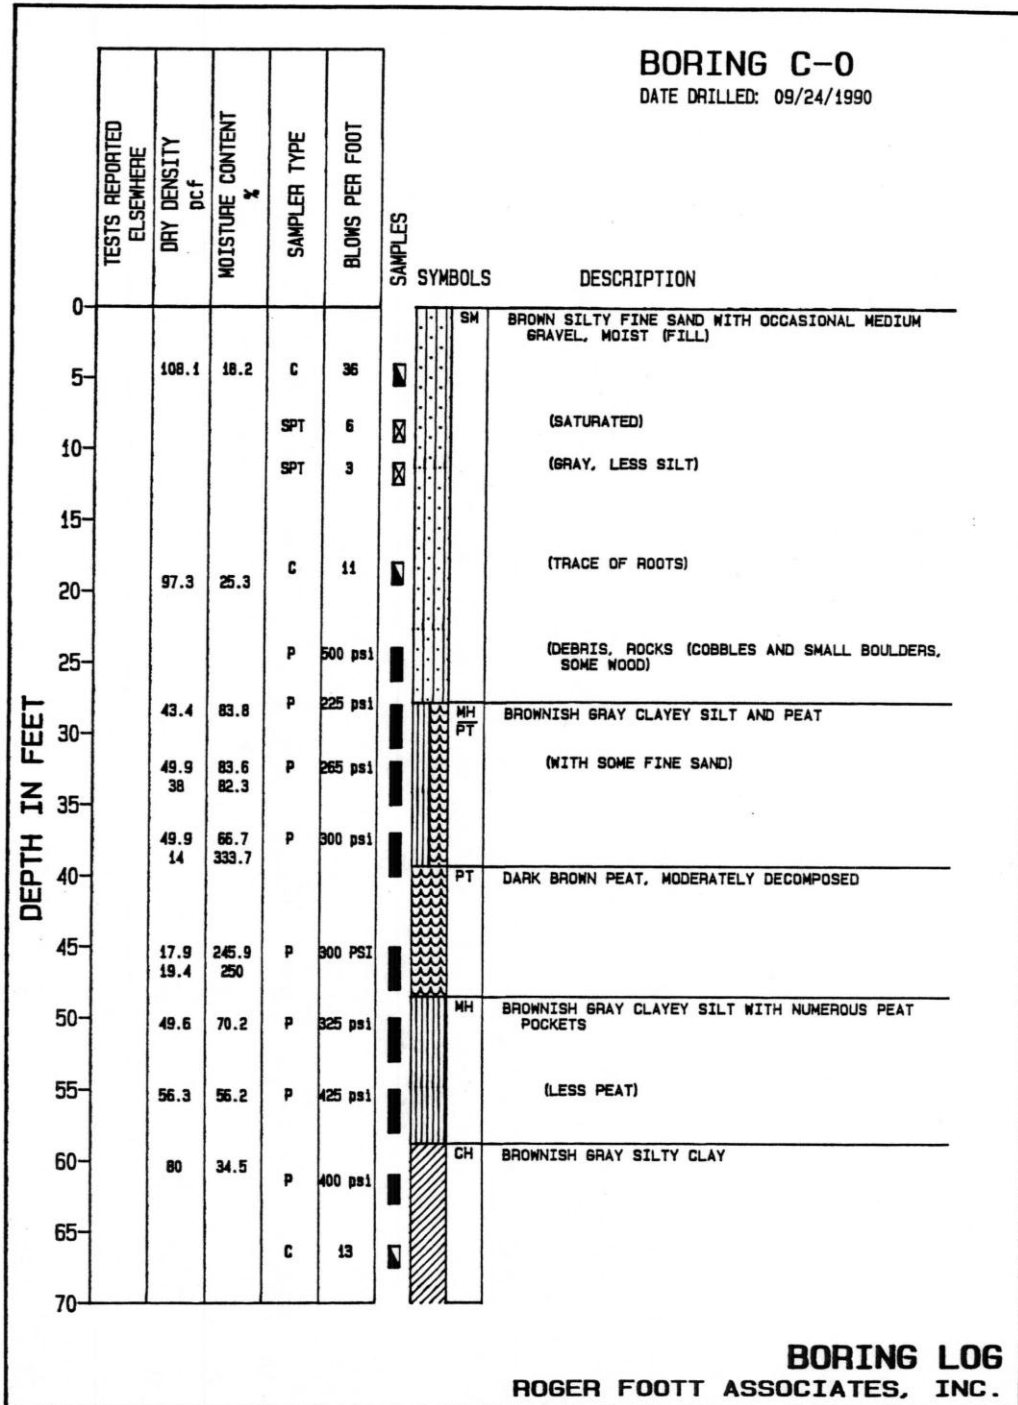 BORING C-0
DATE DRILLED: 09/24/1990
TESTS REPORTED ELSEWHERE
DRY DENSITY pcf
MOISTURE CONTENT %
SAMPLER TYPE
BLOWS PER FOOT
SAMPLES
SYMBOLS
DESCRIPTION
DEPTH IN FEET
0
SM BROWN SILTY FINE SAND WITH OCCASIONAL MEDIUM
GRAVEL, MOIST (FILL)
5 108.1 18.2 C 36
SPT 6 (SATURATED)
10
SPT 3 (GRAY, LESS SILT)
15
C 11 (TRACE OF ROOTS)
20 97.3 25.3
P 500 psi (DEBRIS, ROCKS (COBBLES AND SMALL BOULDERS,
25 SOME WOOD)
43.4 83.8 P 225 psi MH BROWNISH GRAY CLAYEY SILT AND PEAT
PT
30
49.9 83.6 P 265 psi (WITH SOME FINE SAND)
38 82.3
35
49.9 66.7 P 300 psi
14 333.7
40 PT DARK BROWN PEAT, MODERATELY DECOMPOSED
45 17.9 245.9 P 300 PSI
19.4 250
MH BROWNISH GRAY CLAYEY SILT WITH NUMEROUS PEAT
50 49.6 70.2 P 325 psi POCKETS
55 56.3 56.2 P 425 psi (LESS PEAT)
CH BROWNISH GRAY SILTY CLAY
60 80 34.5
P 400 psi
65
C 13
70
BORING LOG
ROGER FOOTT ASSOCIATES, INC.